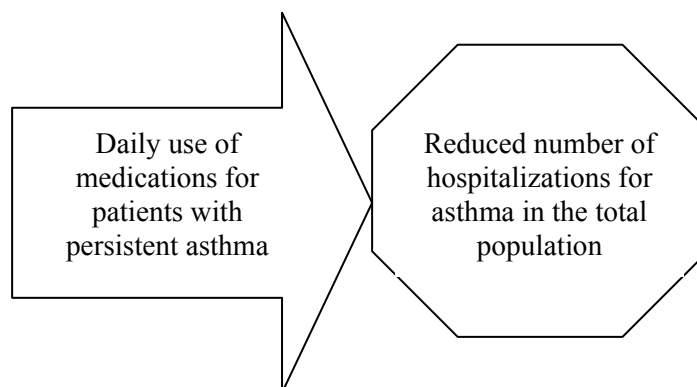 Daily use of
medications for
patients with
persistent asthma
Reduced number of
hospitalizations for
asthma in the total
population